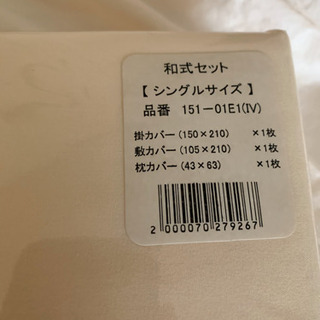 和式セット
【 シングルサイズ 】
品番 151-01E1(IV)
掛カバー (150×210) ×1枚
敷カバー (105×210) ×1枚
枕カバー (43×63) ×1枚
2 000070 279267